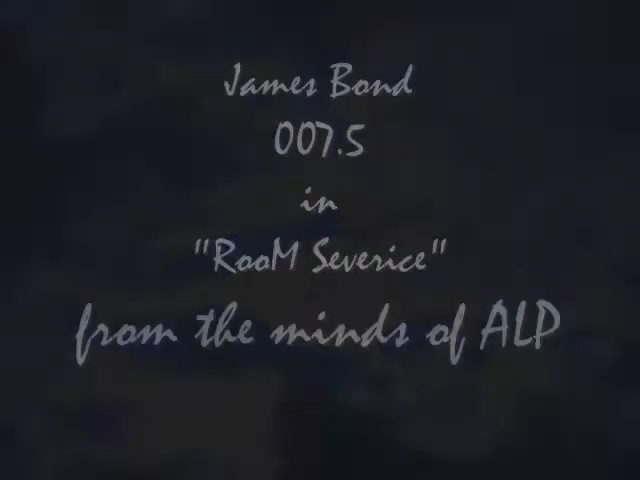 James Bond
007.5
in
"RooM Severice"
from the minds of ALP